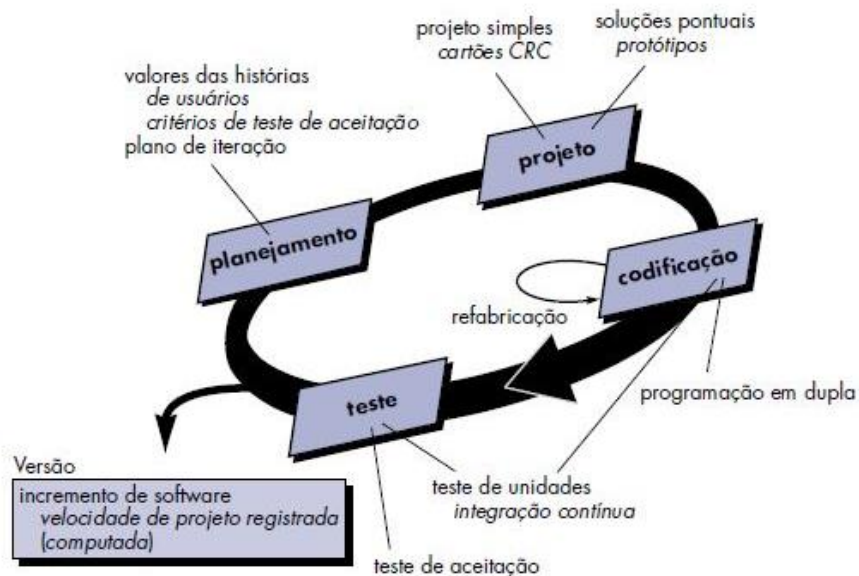 projeto simples
cartões CRC
soluções pontuais
protótipos
valores das histórias
de usuários
critérios de teste de aceitação
plano de iteração
projeto
planejamento
codificação
refabricação
programação em dupla
teste
Versão
incremento de software
velocidade de projeto registrada
(computada)
teste de unidades
integração contínua
teste de aceitação